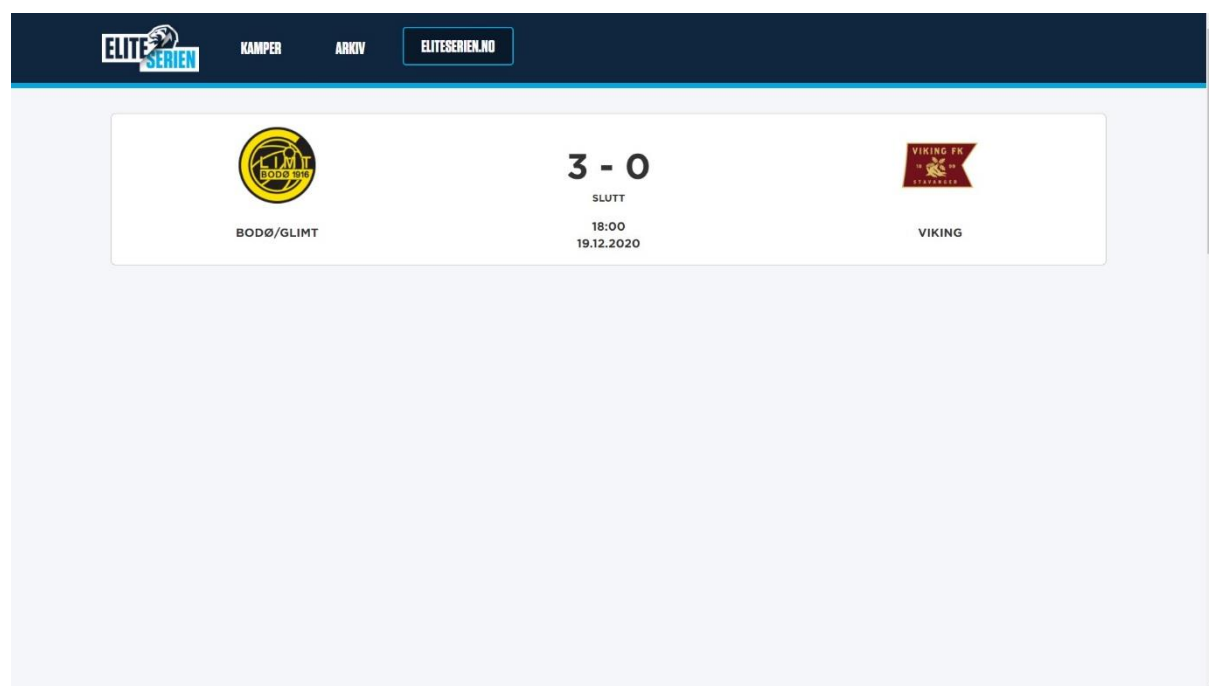 ELITE
SERIEN
KAMPER
ARKIV
ELITESERIEN.NO
GLIMT
BODØ 1916
3 - 0
SLUTT
18:00
19.12.2020
VIKING FK
STAVANGER
BODØ/GLIMT
VIKING